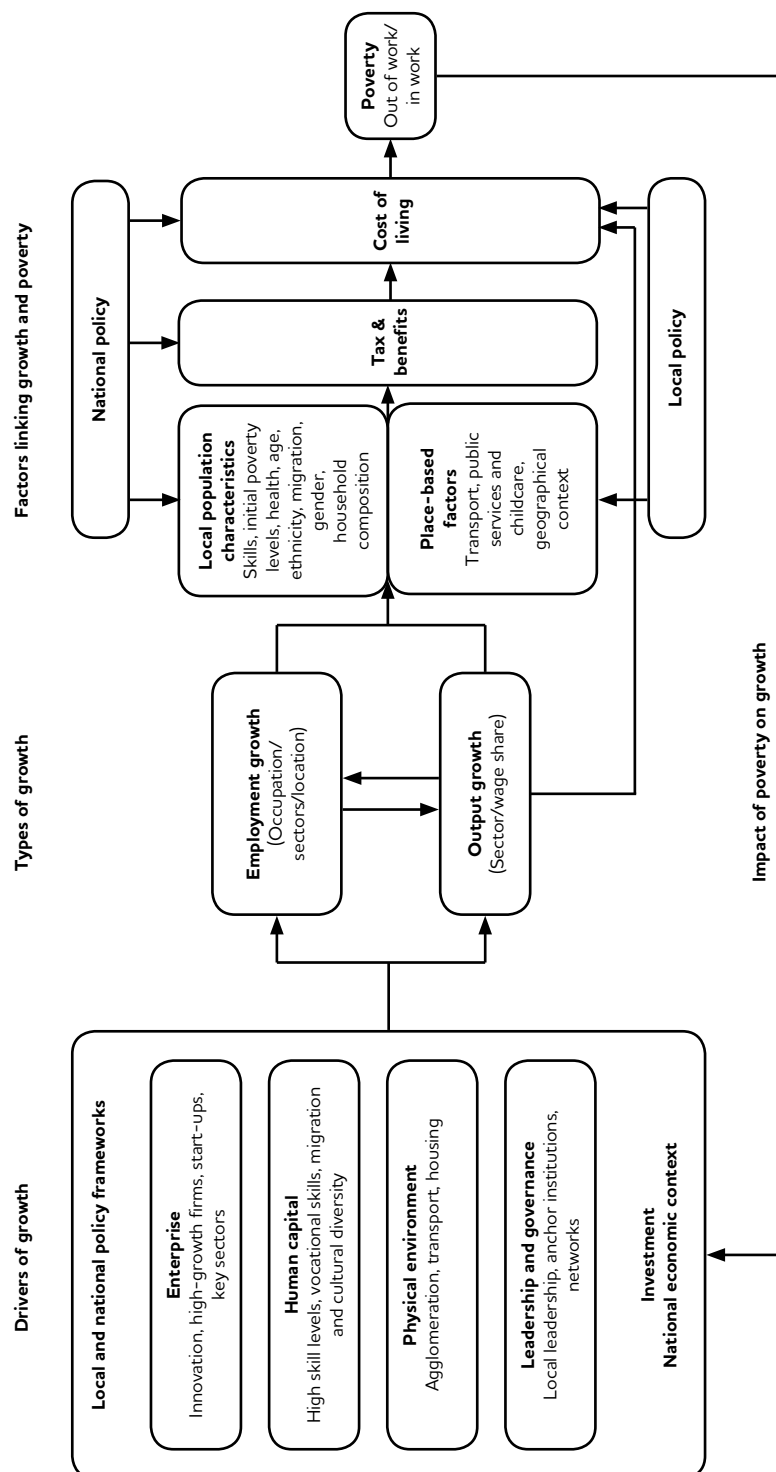 Drivers of growth
Types of growth
Factors linking growth and poverty
Local and national policy frameworks
Enterprise
Innovation, high-growth firms, start-ups,
key sectors
Human capital
High skill levels, vocational skills, migration
and cultural diversity
Physical environment
Agglomeration, transport, housing
Leadership and governance
Local leadership, anchor institutions,
networks
Investment
National economic context
Employment growth
(Occupation/
sectors/location)
Output growth
(Sector/wage share)
National policy
Local population
characteristics
Skills, initial poverty
levels, health, age,
ethnicity, migration,
gender,
household
composition
Place-based
factors
Transport, public
services and
childcare,
geographical
context
Tax &
benefits
Cost of
living
Local policy
Poverty
Out of work/
in work
Impact of poverty on growth